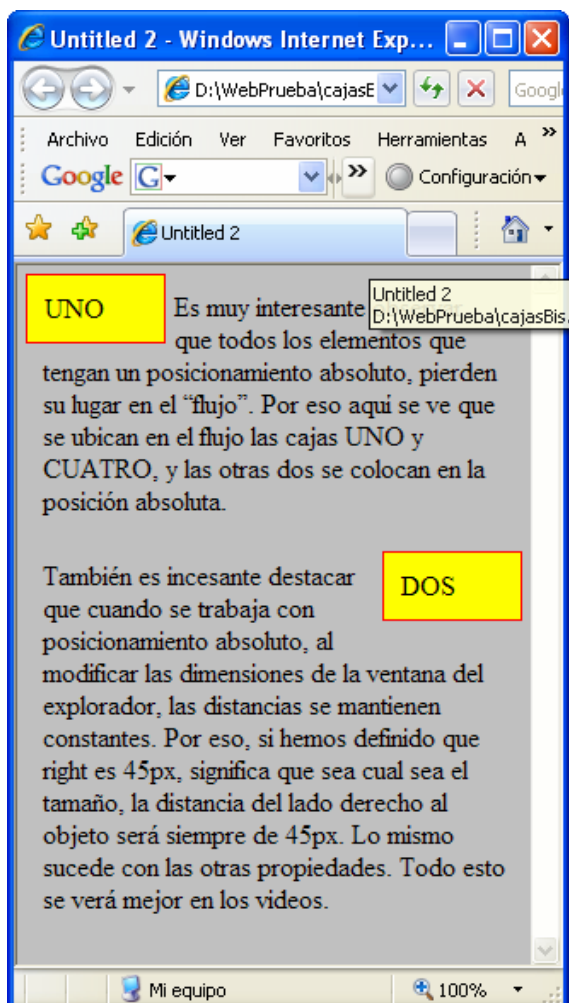 Untitled 2 - Windows Internet Exp...
D:\WebPrueba\cajasE
Googl
Archivo Edición Ver Favoritos Herramientas A »
Google G » Configuración
Untitled 2
Untitled 2
D:\WebPrueba\cajasBis.
UNO
Es muy interesante
que todos los elementos que
tengan un posicionamiento absoluto, pierden
su lugar en el “flujo”. Por eso aquí se ve que
se ubican en el flujo las cajas UNO y
CUATRO, y las otras dos se colocan en la
posición absoluta.
DOS
También es incesante destacar
que cuando se trabaja con
posicionamiento absoluto, al
modificar las dimensiones de la ventana del
explorador, las distancias se mantienen
constantes. Por eso, si hemos definido que
right es 45px, significa que sea cual sea el
tamaño, la distancia del lado derecho al
objeto será siempre de 45px. Lo mismo
sucede con las otras propiedades. Todo esto
se verá mejor en los videos.
Mi equipo
100%